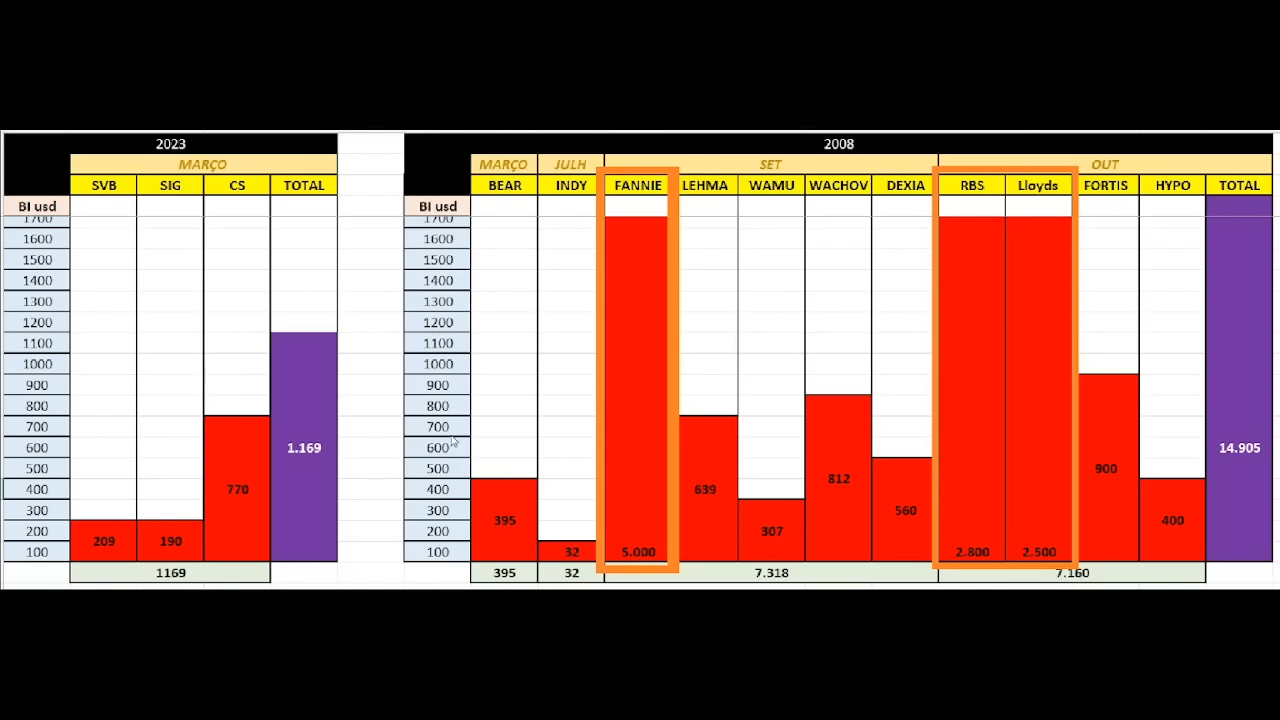 2023
2008
MARÇO
MARÇO JULH SET OUT
SVB SIG CS TOTAL
BEAR INDY FANNIE LEHMA WAMU WACHOV DEXIA RBS Lloyds FORTIS HYPO TOTAL
BI usd
BI usd
1700 1700
1600 1600
1500 1500
1400 1400
1300 1300
1200 1200
1100 1100
1000 1000
900 900
800 800
700 700
600 1.169 600 14.905
500 500 812 900
400 770 400 639
300 300 395 560 400
200 200 307
100 209 190 100 32 5.000 2.800 2.500
1169 395 32 7.318 7.160